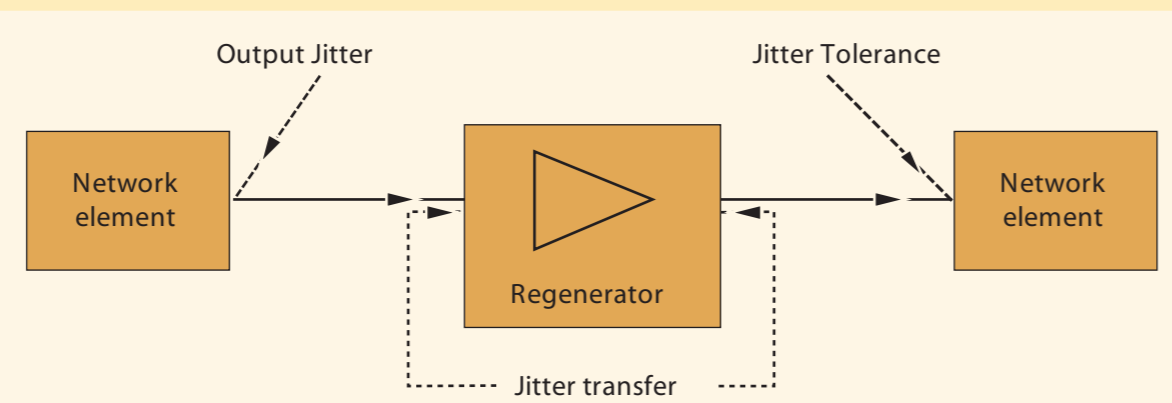 Output Jitter
Jitter Tolerance
Network
element
Regenerator
Network
element
Jitter transfer